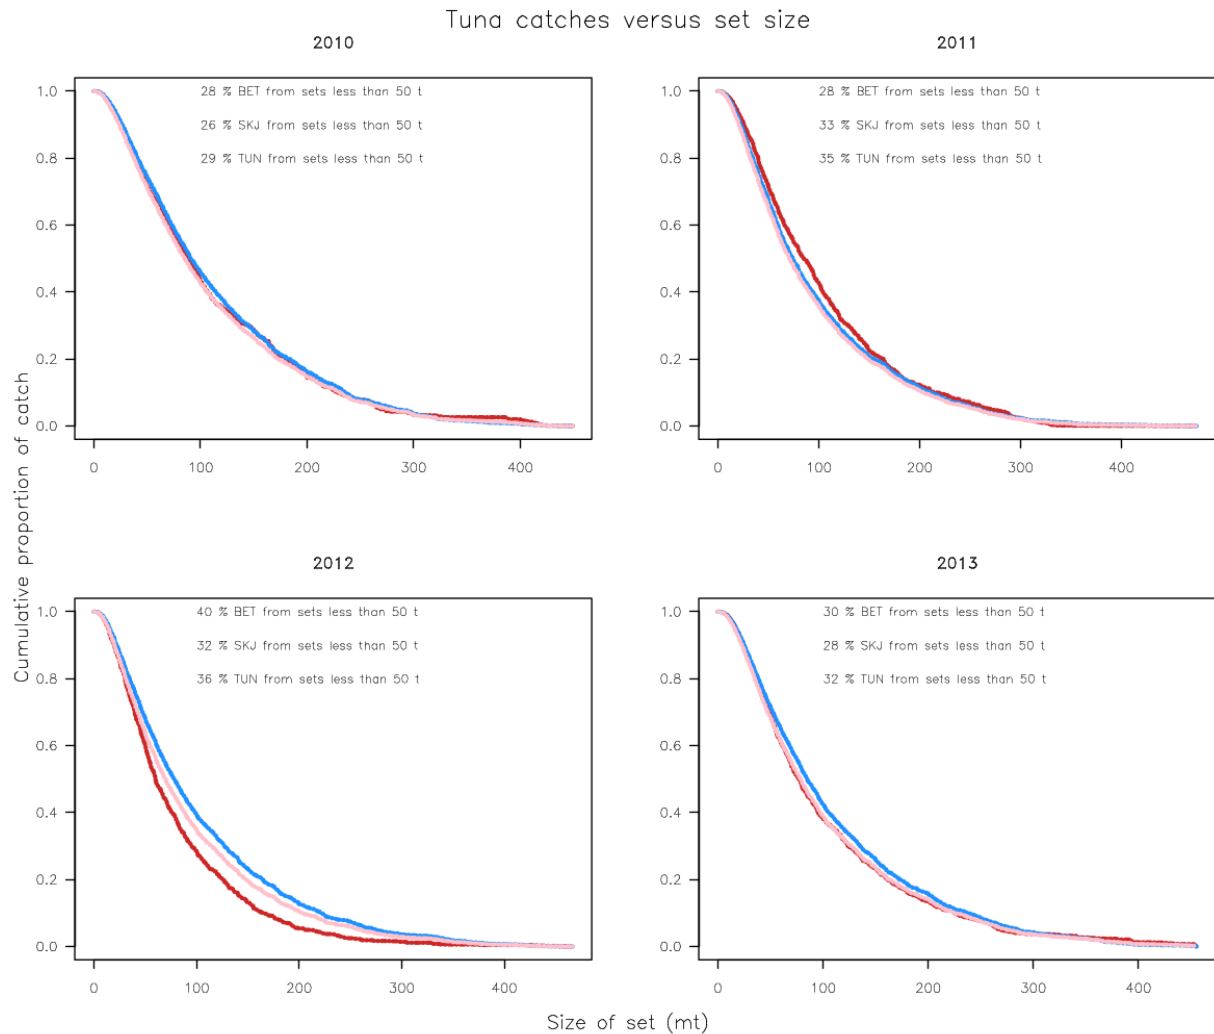 Tuna catches versus set size
2010
28 % BET from sets less than 50 t
26 % SKJ from sets less than 50 t
29 % TUN from sets less than 50 t
1.0
0.8
0.6
0.4
0.2
0.0
0 100 200 300 400
2011
28 % BET from sets less than 50 t
33 % SKJ from sets less than 50 t
35 % TUN from sets less than 50 t
1.0
0.8
0.6
0.4
0.2
0.0
0 100 200 300 400
Cumulative proportion of catch
2012
40 % BET from sets less than 50 t
32 % SKJ from sets less than 50 t
36 % TUN from sets less than 50 t
1.0
0.8
0.6
0.4
0.2
0.0
0 100 200 300 400
2013
30 % BET from sets less than 50 t
28 % SKJ from sets less than 50 t
32 % TUN from sets less than 50 t
1.0
0.8
0.6
0.4
0.2
0.0
0 100 200 300 400
Size of set (mt)